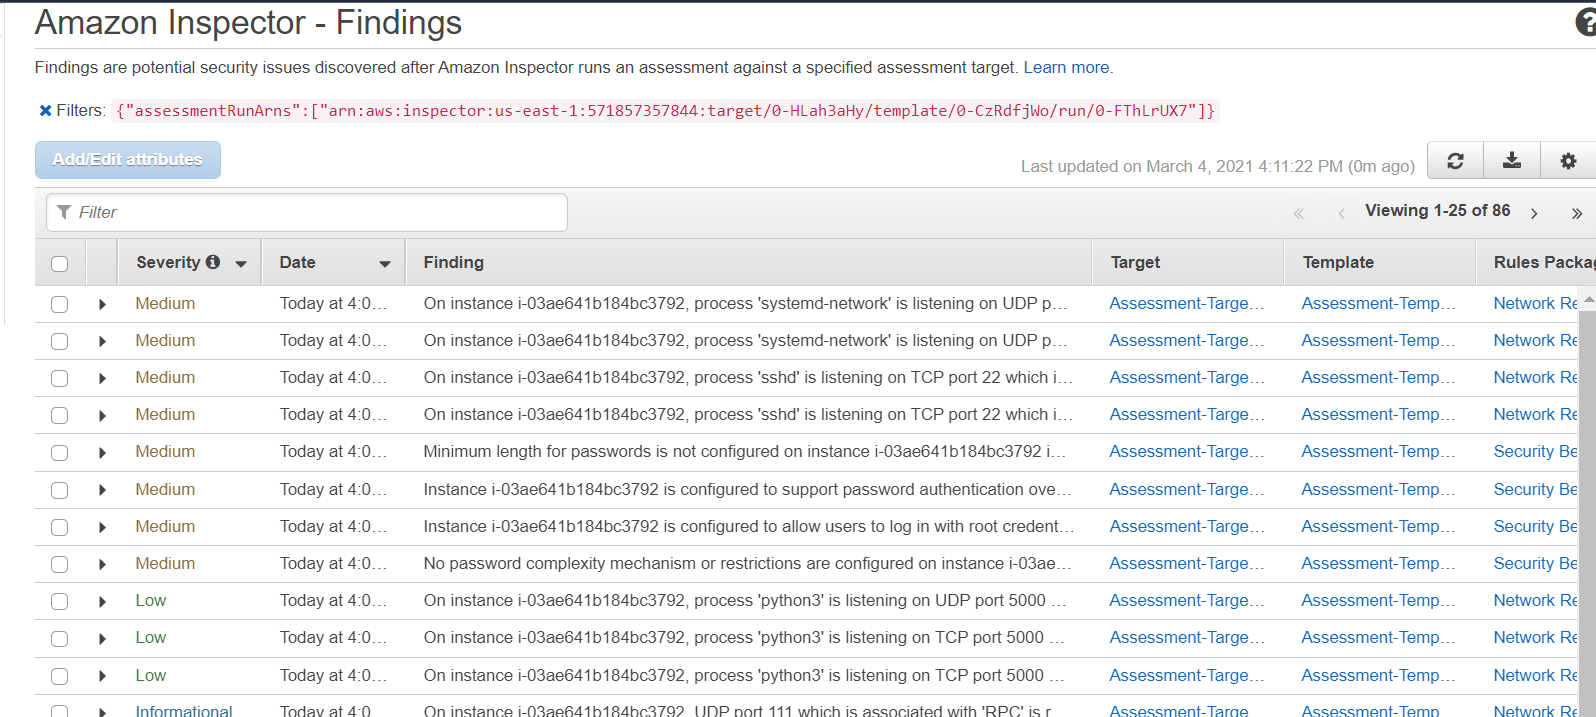 Amazon Inspector - Findings
Findings are potential security issues discovered after Amazon Inspector runs an assessment against a specified assessment target. Learn more.
Filters: {"assessmentRunArns":["arn:aws:inspector:us-east-1:571857357844:target/0-HLah3aHy/template/0-CzRdfjWo/run/0-FThLrUX7"]}
Add/Edit attributes
Last updated on March 4, 2021 4:11:22 PM (0m ago)
Filter
« ‹ Viewing 1-25 of 86 › »
Severity Date Finding Target Template Rules Packag
Medium Today at 4:0... On instance i-03ae641b184bc3792, process 'systemd-network' is listening on UDP p... Assessment-Targe... Assessment-Temp... Network Re
Medium Today at 4:0... On instance i-03ae641b184bc3792, process 'systemd-network' is listening on UDP p... Assessment-Targe... Assessment-Temp... Network Re
Medium Today at 4:0... On instance i-03ae641b184bc3792, process 'sshd' is listening on TCP port 22 which i... Assessment-Targe... Assessment-Temp... Network Re
Medium Today at 4:0... On instance i-03ae641b184bc3792, process 'sshd' is listening on TCP port 22 which i... Assessment-Targe... Assessment-Temp... Network Re
Medium Today at 4:0... Minimum length for passwords is not configured on instance i-03ae641b184bc3792 i... Assessment-Targe... Assessment-Temp... Security Be
Medium Today at 4:0... Instance i-03ae641b184bc3792 is configured to support password authentication ove... Assessment-Targe... Assessment-Temp... Security Be
Medium Today at 4:0... Instance i-03ae641b184bc3792 is configured to allow users to log in with root credent... Assessment-Targe... Assessment-Temp... Security Be
Medium Today at 4:0... No password complexity mechanism or restrictions are configured on instance i-03ae... Assessment-Targe... Assessment-Temp... Security Be
Low Today at 4:0... On instance i-03ae641b184bc3792, process 'python3' is listening on UDP port 5000 ... Assessment-Targe... Assessment-Temp... Network Re
Low Today at 4:0... On instance i-03ae641b184bc3792, process 'python3' is listening on TCP port 5000 ... Assessment-Targe... Assessment-Temp... Network Re
Low Today at 4:0... On instance i-03ae641b184bc3792, process 'python3' is listening on TCP port 5000 ... Assessment-Targe... Assessment-Temp... Network Re
Informational Today at 4:0 On instance i-03ae641b184bc3792, UDP port 111 which is associated with 'RPC' is r Assessment-Targe Assessment-Temp Network Re